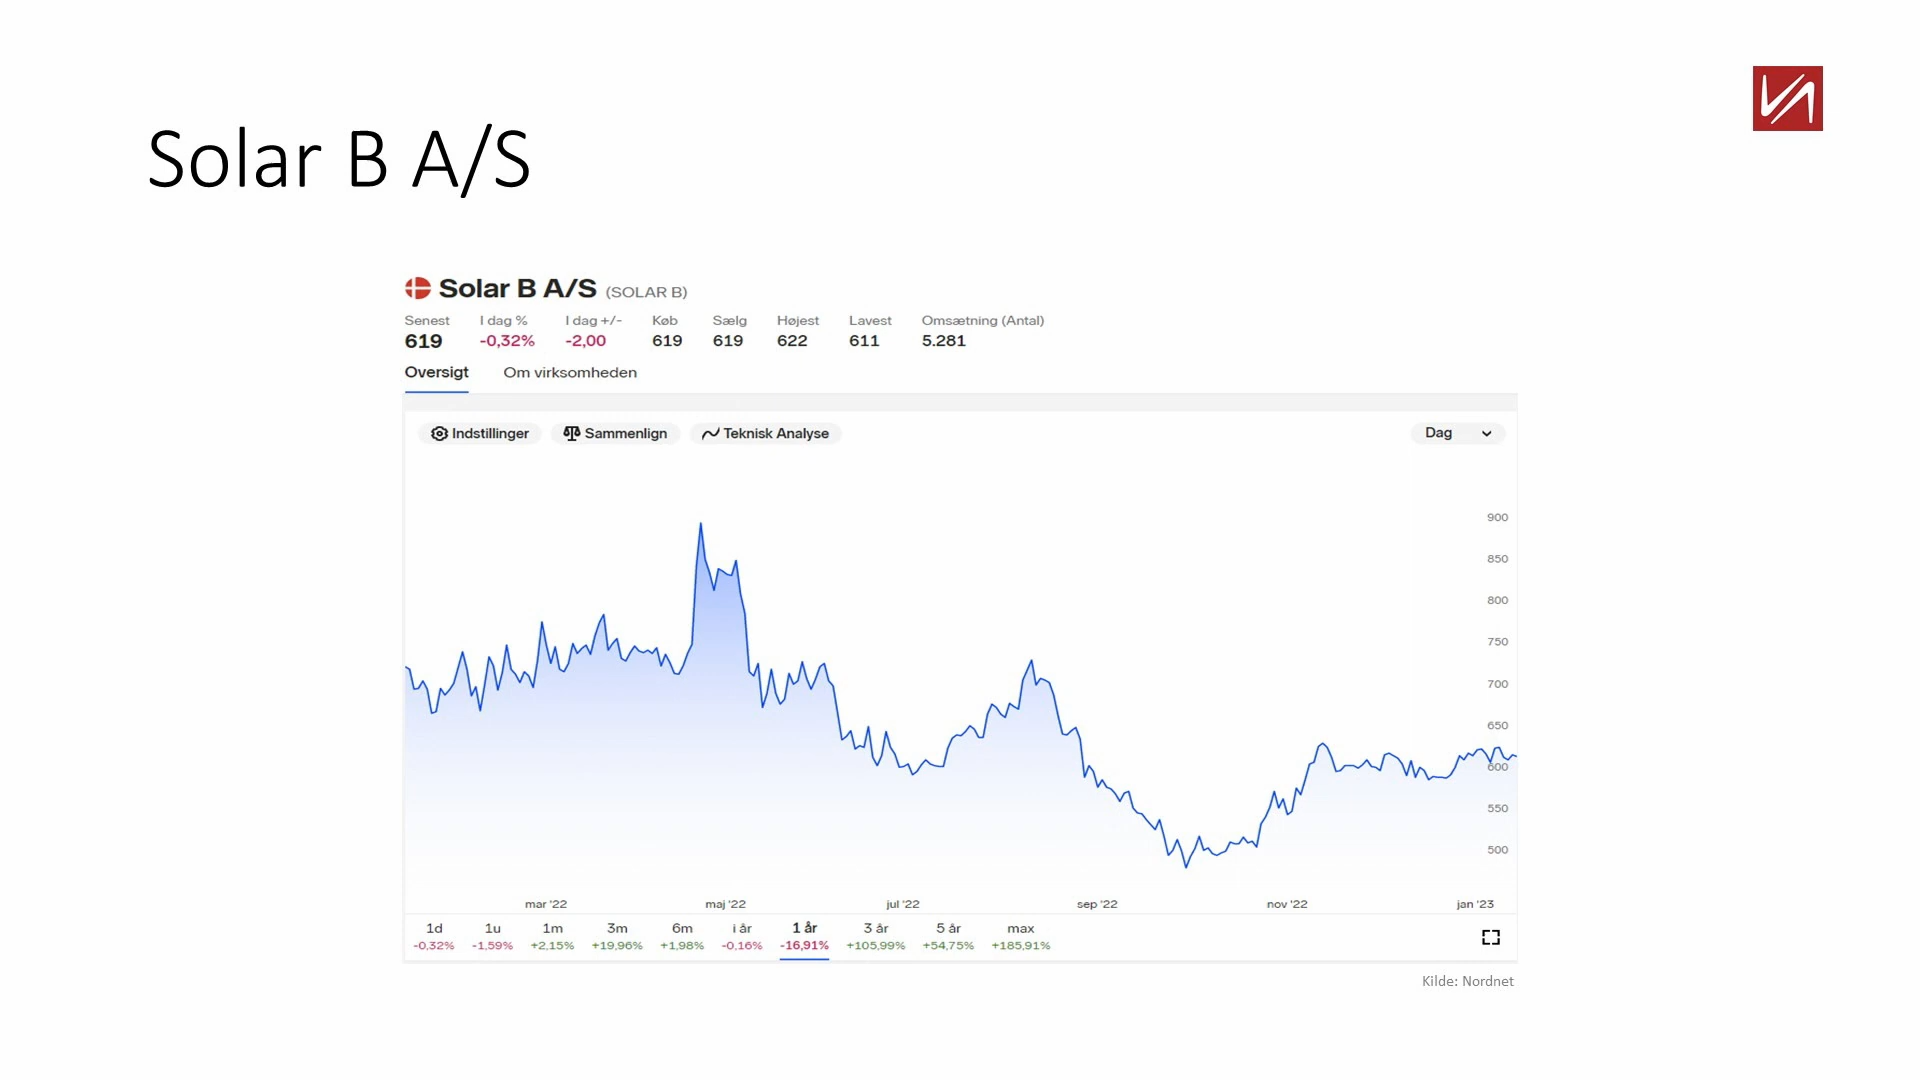 Solar B A/S
Solar B A/S (SOLAR B)
Senest I dag % I dag +/- Køb Sælg Højest Lavest Omsætning (Antal)
619 -0,32% -2,00 619 619 622 611 5.281
Oversigt Om virksomheden
Indstillinger Sammenlign Teknisk Analyse Dag
900
850
800
750
700
650
600
550
500
mar '22 maj '22 jul '22 sep '22 nov '22 jan '23
1d 1u 1m 3m 6m i år 1 år 3 år 5 år max
-0,32% -1,59% +2,15% +19,96% +1,98% -0,16% -16,91% +105,99% +54,75% +185,91%
Kilde: Nordnet